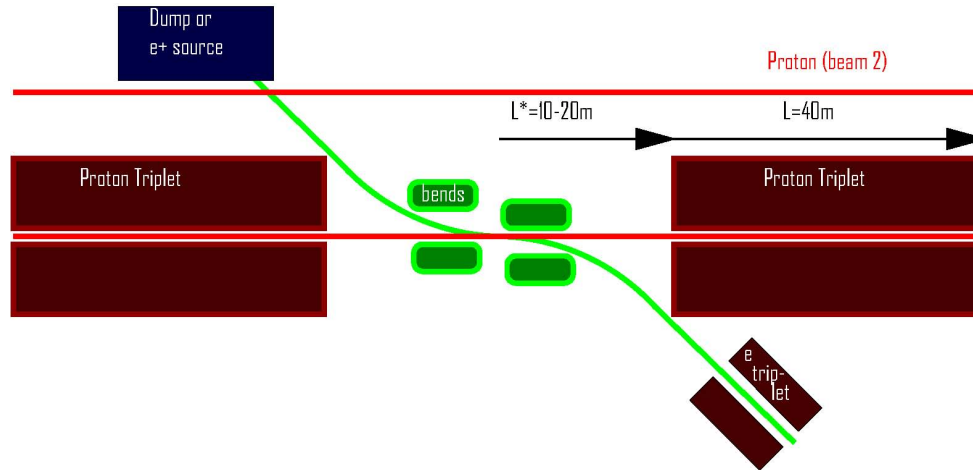 Dump or
e+ source
Proton (beam 2)
L*=10-20m
L=40m
Proton Triplet
bends
Proton Triplet
e
trip-
let